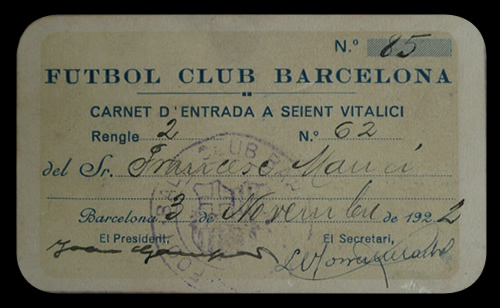 N.º 85
FUTBOL CLUB BARCELONA
CARNET D'ENTRADA A SEIENT VITALICI
Rengle 2 N.º 62
del Sr. Francesc
Barcelona 3 de Novembre de 1922
El President, El Secretari,